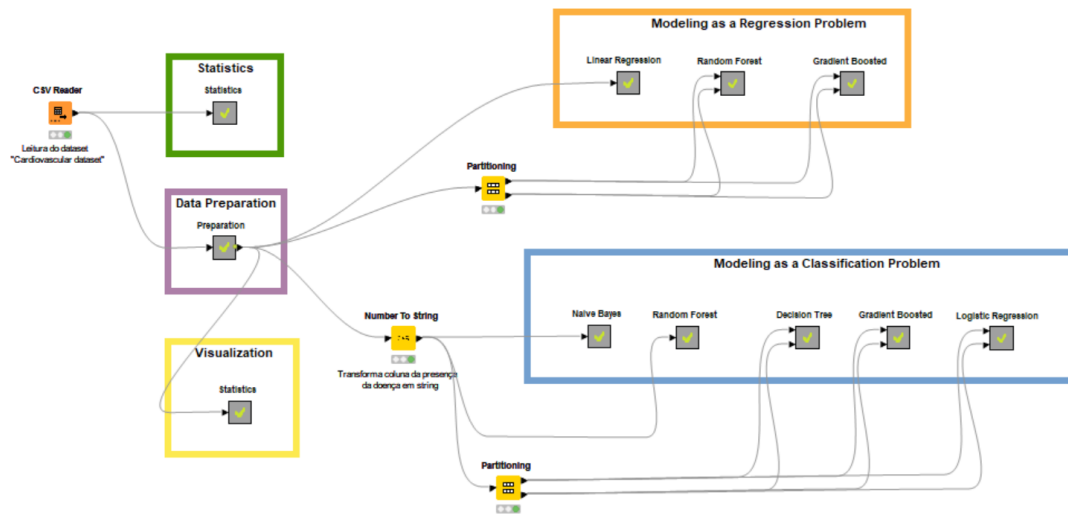 Modeling as a Regression Problem
Statistics
Linear Regression
Random Forest
Gradient Boosted
CSV Reader
Statistics
Leitura do dataset
"Cardiovascular dataset"
Partitioning
Data Preparation
Preparation
Modeling as a Classification Problem
Number To String
Naive Bayes
Random Forest
Decision Tree
Gradient Boosted
Logistic Regression
Visualization
Transforma coluna da presença
da doença em string
Statistics
Partitioning